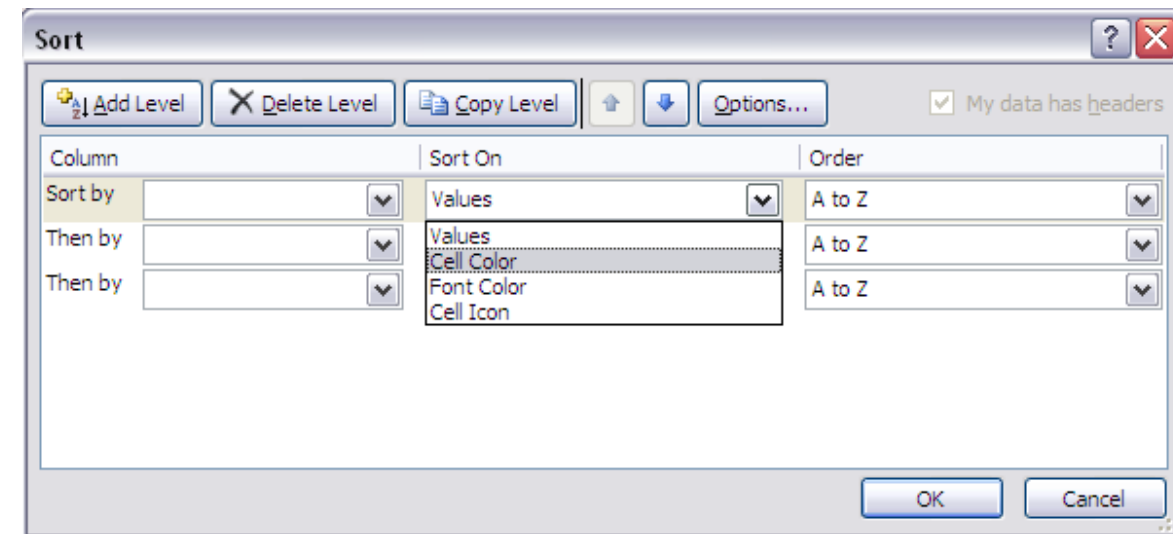 Sort
?
Add Level Delete Level Copy Level Options... My data has headers
Column Sort On Order
Sort by Values A to Z
Then by Values A to Z
Cell Color
Then by Font Color A to Z
Cell Icon
OK Cancel